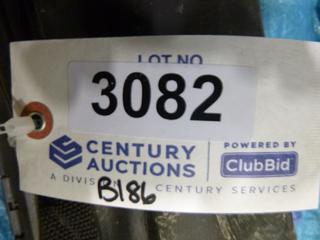 LOT NO
3082
CENTURY
AUCTIONS
POWERED BY
ClubBid
A DIVIS CENTURY SERVICES
B186